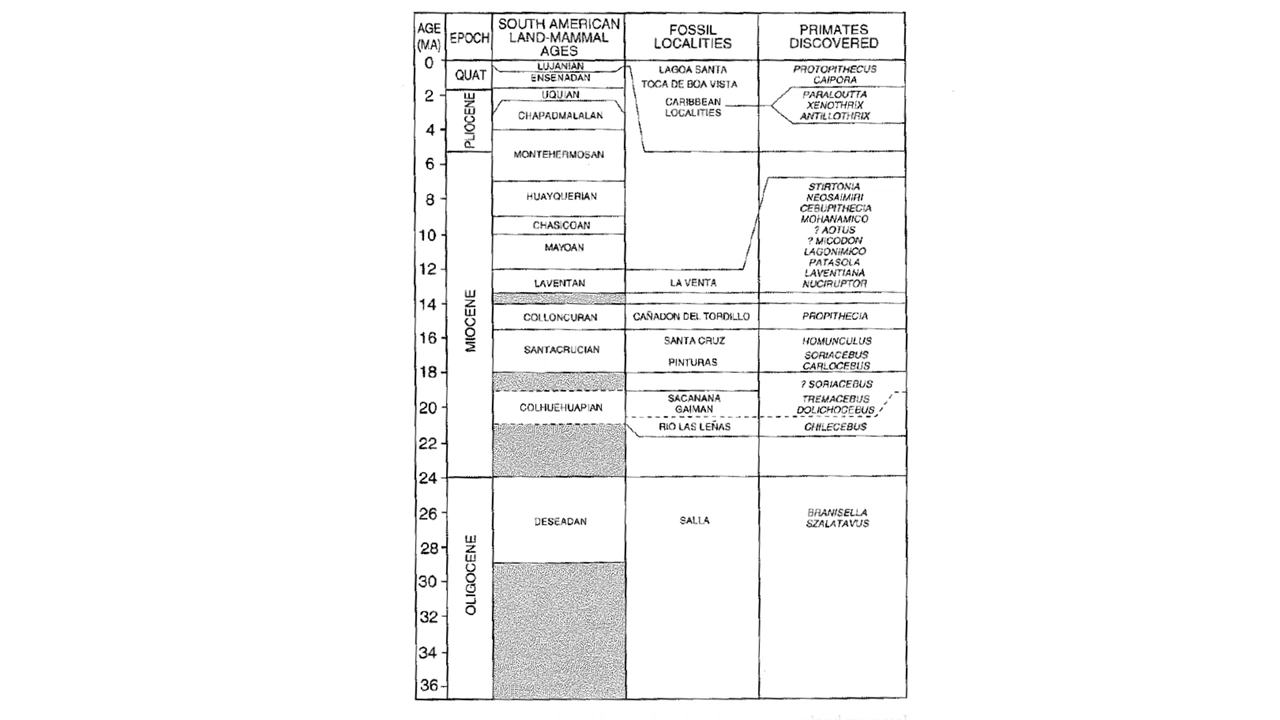 AGE (MA)
EPOCH
SOUTH AMERICAN
LAND-MAMMAL
AGES
FOSSIL
LOCALITIES
PRIMATES
DISCOVERED
0
2
4
6
8
10
12
14
16
18
20
22
24
26
28
30
32
34
36
QUAT
PLIOCENE
MIOCENE
OLIGOCENE
LUJANIAN
ENSENADAN
UQUIAN
CHAPADMALALAN
MONTEHERMOSAN
HUAYQUERIAN
CHASICOAN
MAYOAN
LAVENTAN
COLLONCURAN
SANTACRUCIAN
COLHUEHUAPIAN
DESEADAN
LAGOA SANTA
TOCA DE BOA VISTA
CARIBBEAN
LOCALITIES
LA VENTA
CAÑADON DEL TORDILLO
SANTA CRUZ
PINTURAS
SACANANA
GAIMAN
RIO LAS LEÑAS
SALLA
PROTOPITHECUS
CAIPORA
PARALOUTTA
XENOTHRIX
ANTILLOTHRIX
STIRTONIA
NEOSAIMIRI
CEBUPITHECIA
MOHANAMICO
? AOTUS
? MICODON
LAGONIMICO
PATASOLA
LAVENTIANA
NUCIRUPTOR
PROPITHECIA
HOMUNCULUS
SORIACEBUS
CARLOCEBUS
? SORIACEBUS
TREMACEBUS
DOLICHOCEBUS
CHILECEBUS
BRANISELLA
SZALATAVUS